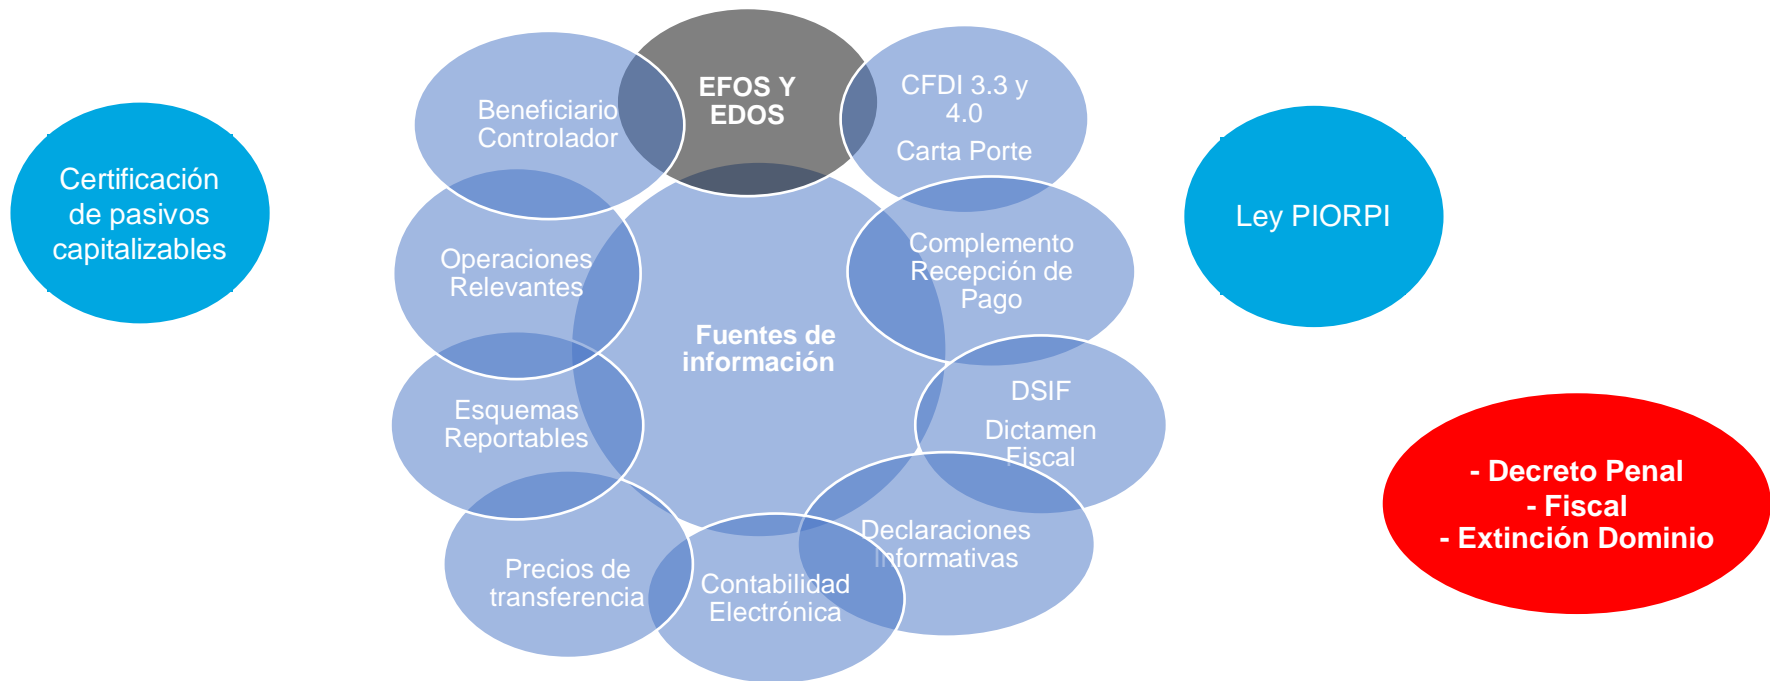 EFOS Y
EDOS
CFDI 3.3 y
4.0
Carta Porte
Complemento
Recepción de
Pago
DSIF
Dictamen
Fiscal
Declaraciones
Informativas
Contabilidad
Electrónica
Precios de
transferencia
Esquemas
Reportables
Operaciones
Relevantes
Beneficiario
Controlador
Fuentes de
información
Certificación
de pasivos
capitalizables
Ley PIORPI
- Decreto Penal
- Fiscal
- Extinción Dominio